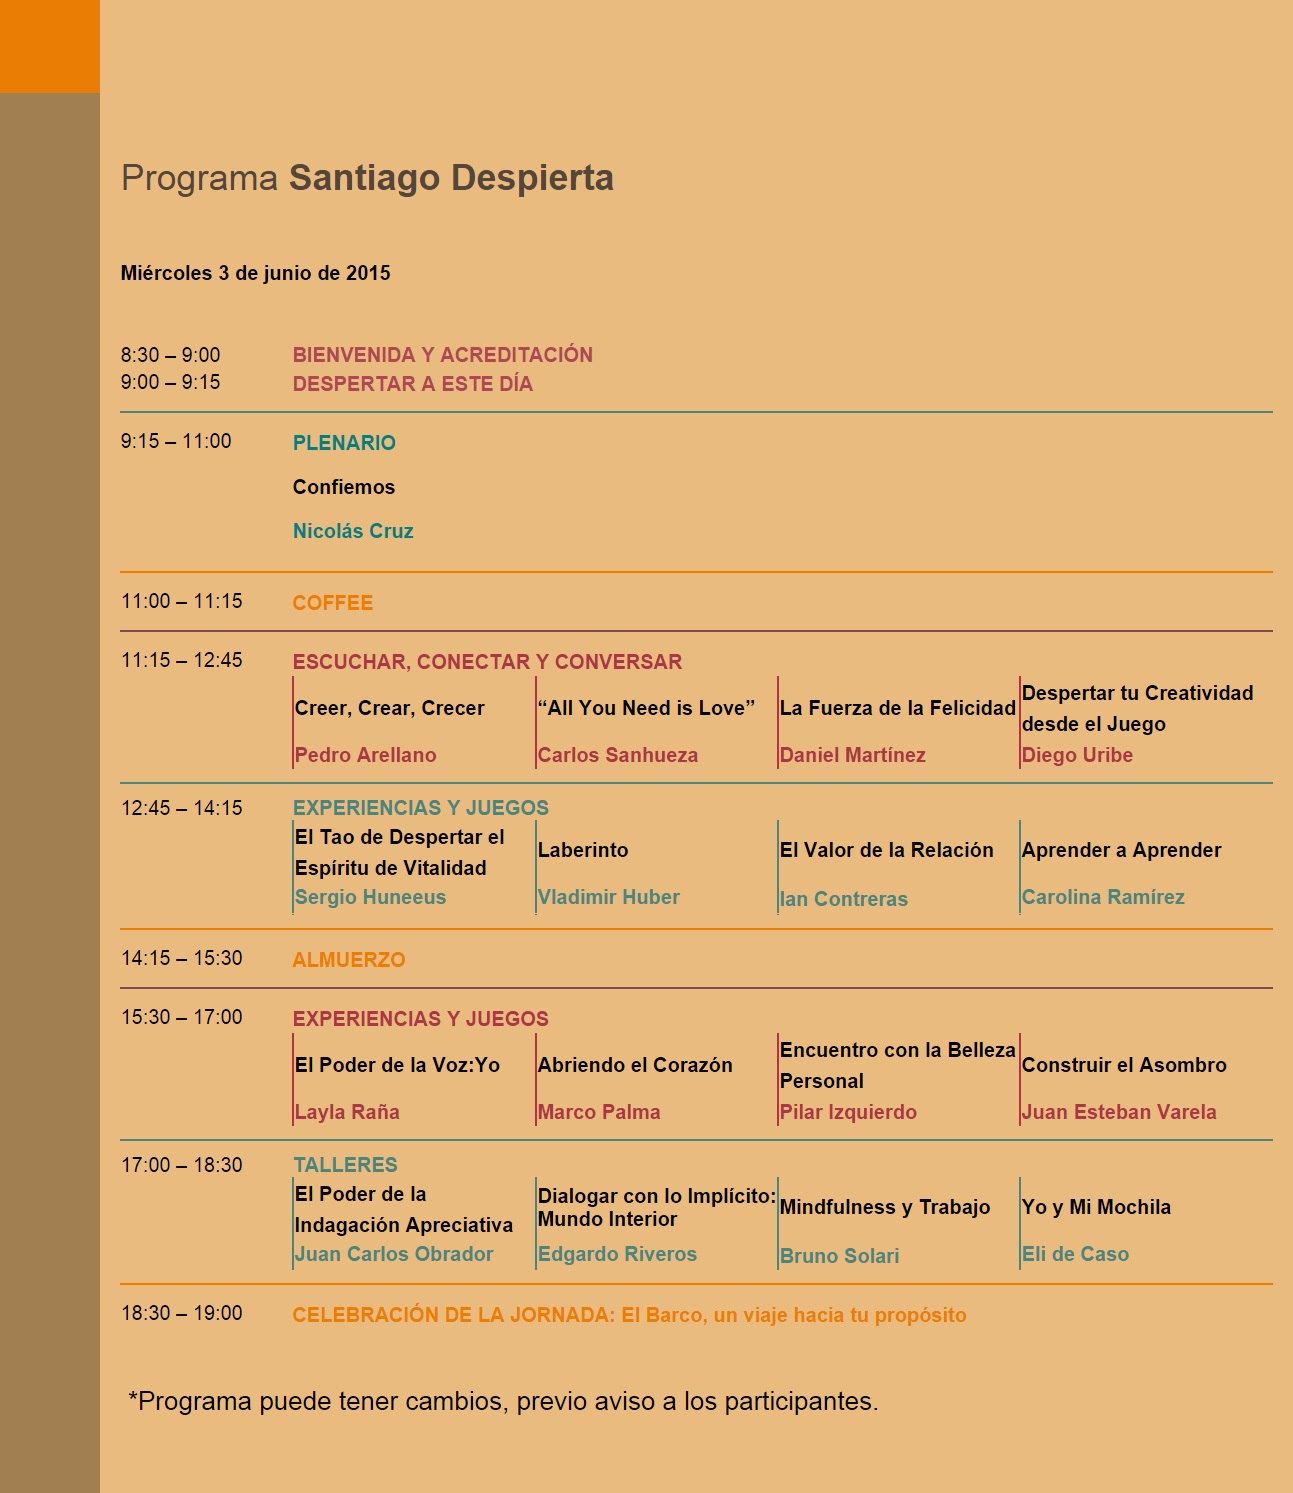 Programa Santiago Despierta
Miércoles 3 de junio de 2015
8:30 – 9:00 BIENVENIDA Y ACREDITACIÓN
9:00 – 9:15 DESPERTAR A ESTE DÍA
9:15 – 11:00 PLENARIO
Confiemos
Nicolás Cruz
11:00 – 11:15 COFFEE
11:15 – 12:45 ESCUCHAR, CONECTAR Y CONVERSAR
Creer, Crear, Crecer
Pedro Arellano
“All You Need is Love”
Carlos Sanhueza
La Fuerza de la Felicidad
Daniel Martínez
Despertar tu Creatividad
desde el Juego
Diego Uribe
12:45 – 14:15 EXPERIENCIAS Y JUEGOS
El Tao de Despertar el
Espíritu de Vitalidad
Sergio Huneeus
Laberinto
Vladimir Huber
El Valor de la Relación
Ian Contreras
Aprender a Aprender
Carolina Ramírez
14:15 – 15:30 ALMUERZO
15:30 – 17:00 EXPERIENCIAS Y JUEGOS
El Poder de la Voz:Yo
Layla Raña
Abriendo el Corazón
Marco Palma
Encuentro con la Belleza
Personal
Pilar Izquierdo
Construir el Asombro
Juan Esteban Varela
17:00 – 18:30 TALLERES
El Poder de la
Indagación Apreciativa
Juan Carlos Obrador
Dialogar con lo Implícito:
Mundo Interior
Edgardo Riveros
Mindfulness y Trabajo
Bruno Solari
Yo y Mi Mochila
Eli de Caso
18:30 – 19:00 CELEBRACIÓN DE LA JORNADA: El Barco, un viaje hacia tu propósito
*Programa puede tener cambios, previo aviso a los participantes.